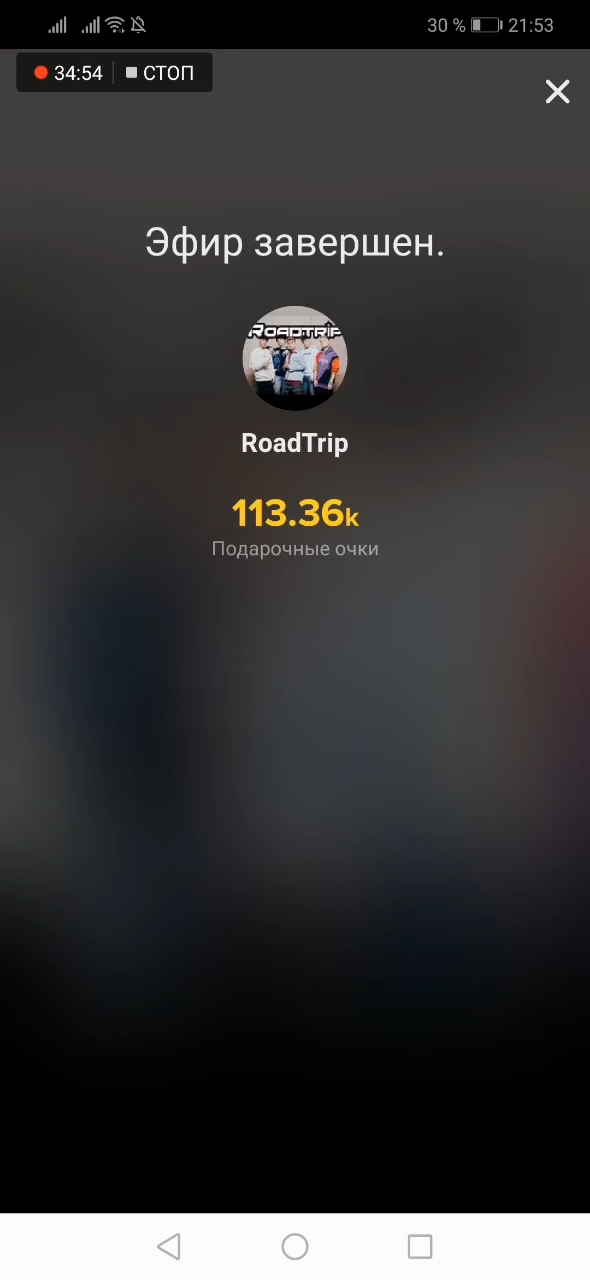 30 % 21:53
34:54 СТОП
Эфир завершен.
ROADTRIP
RoadTrip
113.36k
Подарочные очки